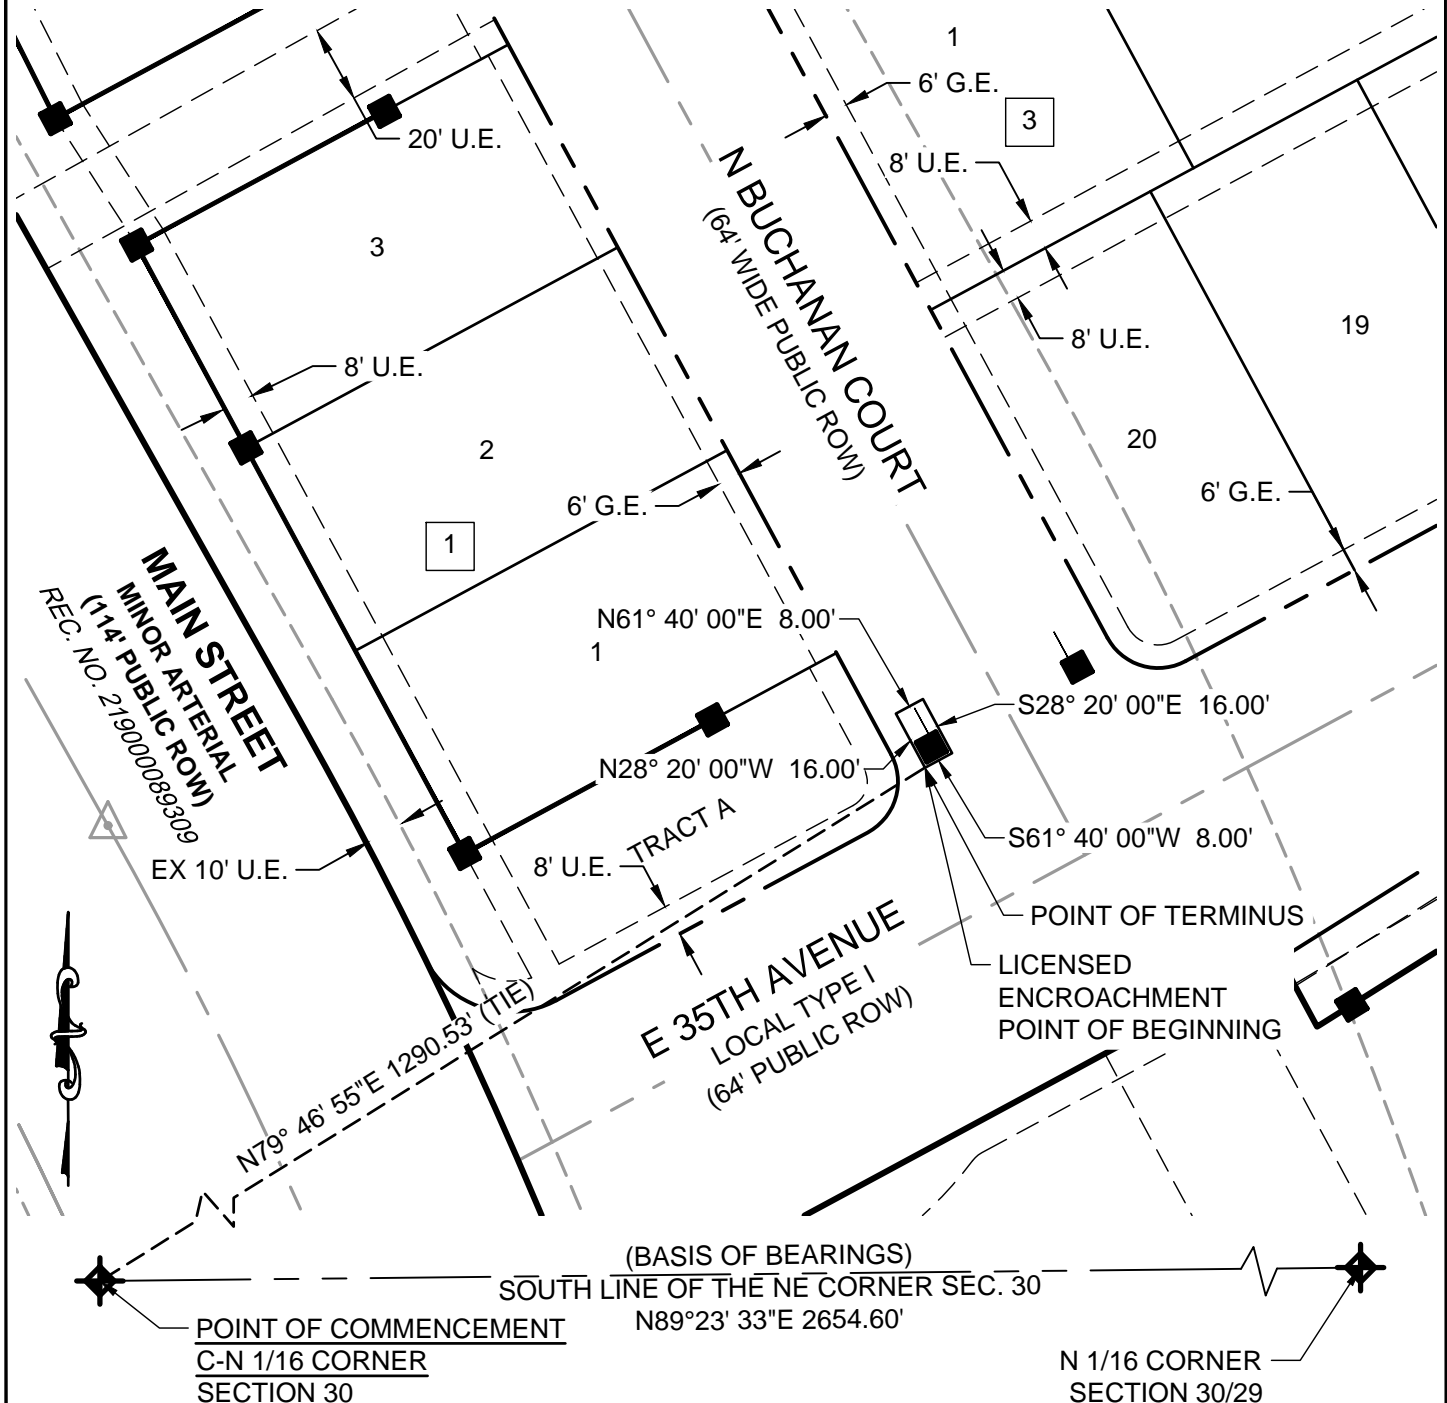 1
6' G.E.
3
20' U.E.
8' U.E.
N BUCHANAN COURT
(64' WIDE PUBLIC ROW)
3
8' U.E.
19
8' U.E.
20
2
6' G.E.
6' G.E.
1
MAIN STREET
MINOR ARTERIAL
(114' PUBLIC ROW)
REC. NO. 219000089309
N61° 40' 00"E 8.00'
1
S28° 20' 00"E 16.00'
N28° 20' 00"W 16.00'
TRACT A
S61° 40' 00"W 8.00'
EX 10' U.E.
8' U.E.
POINT OF TERMINUS
LICENSED
ENCROACHMENT
POINT OF BEGINNING
E 35TH AVENUE
LOCAL TYPE I
(64' PUBLIC ROW)
N79° 46' 55"E 1290.53' (TIE)
(BASIS OF BEARINGS)
SOUTH LINE OF THE NE CORNER SEC. 30
N89°23' 33"E 2654.60'
POINT OF COMMENCEMENT
C-N 1/16 CORNER
SECTION 30
N 1/16 CORNER
SECTION 30/29